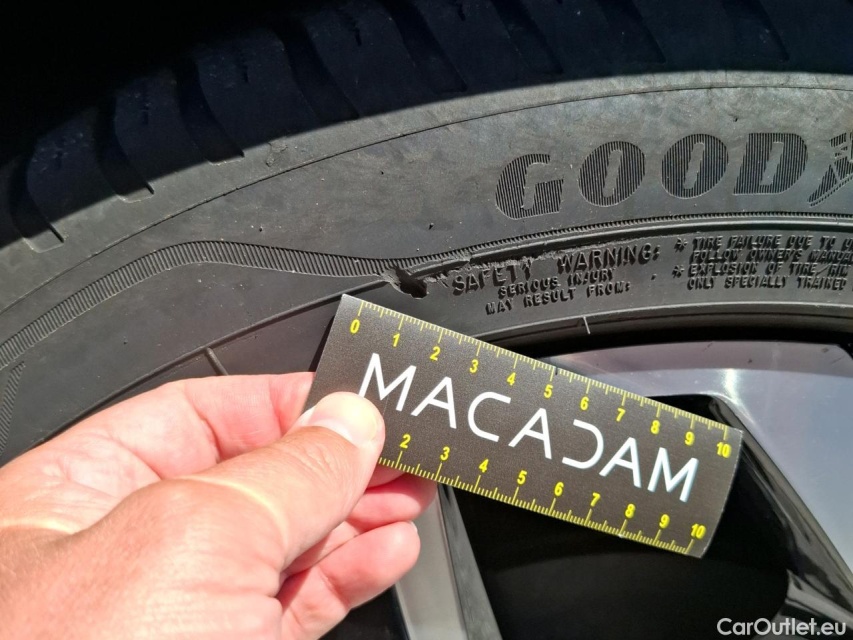 GOOD
SAFETY WARNING:
SERIOUS INJURY
MAY RESULT FROM:
* TIRE FAILURE DUE TO U
FOLLOW OWNER'S MANUA
* EXPLOSION OF TIRE/RI
ONLY SPECIALLY TRAINED
0 1 2 3 4 5 6 7 8 9 10
MACADAM
2 3 4 5 6 7 8 9 10
CarOutlet.eu